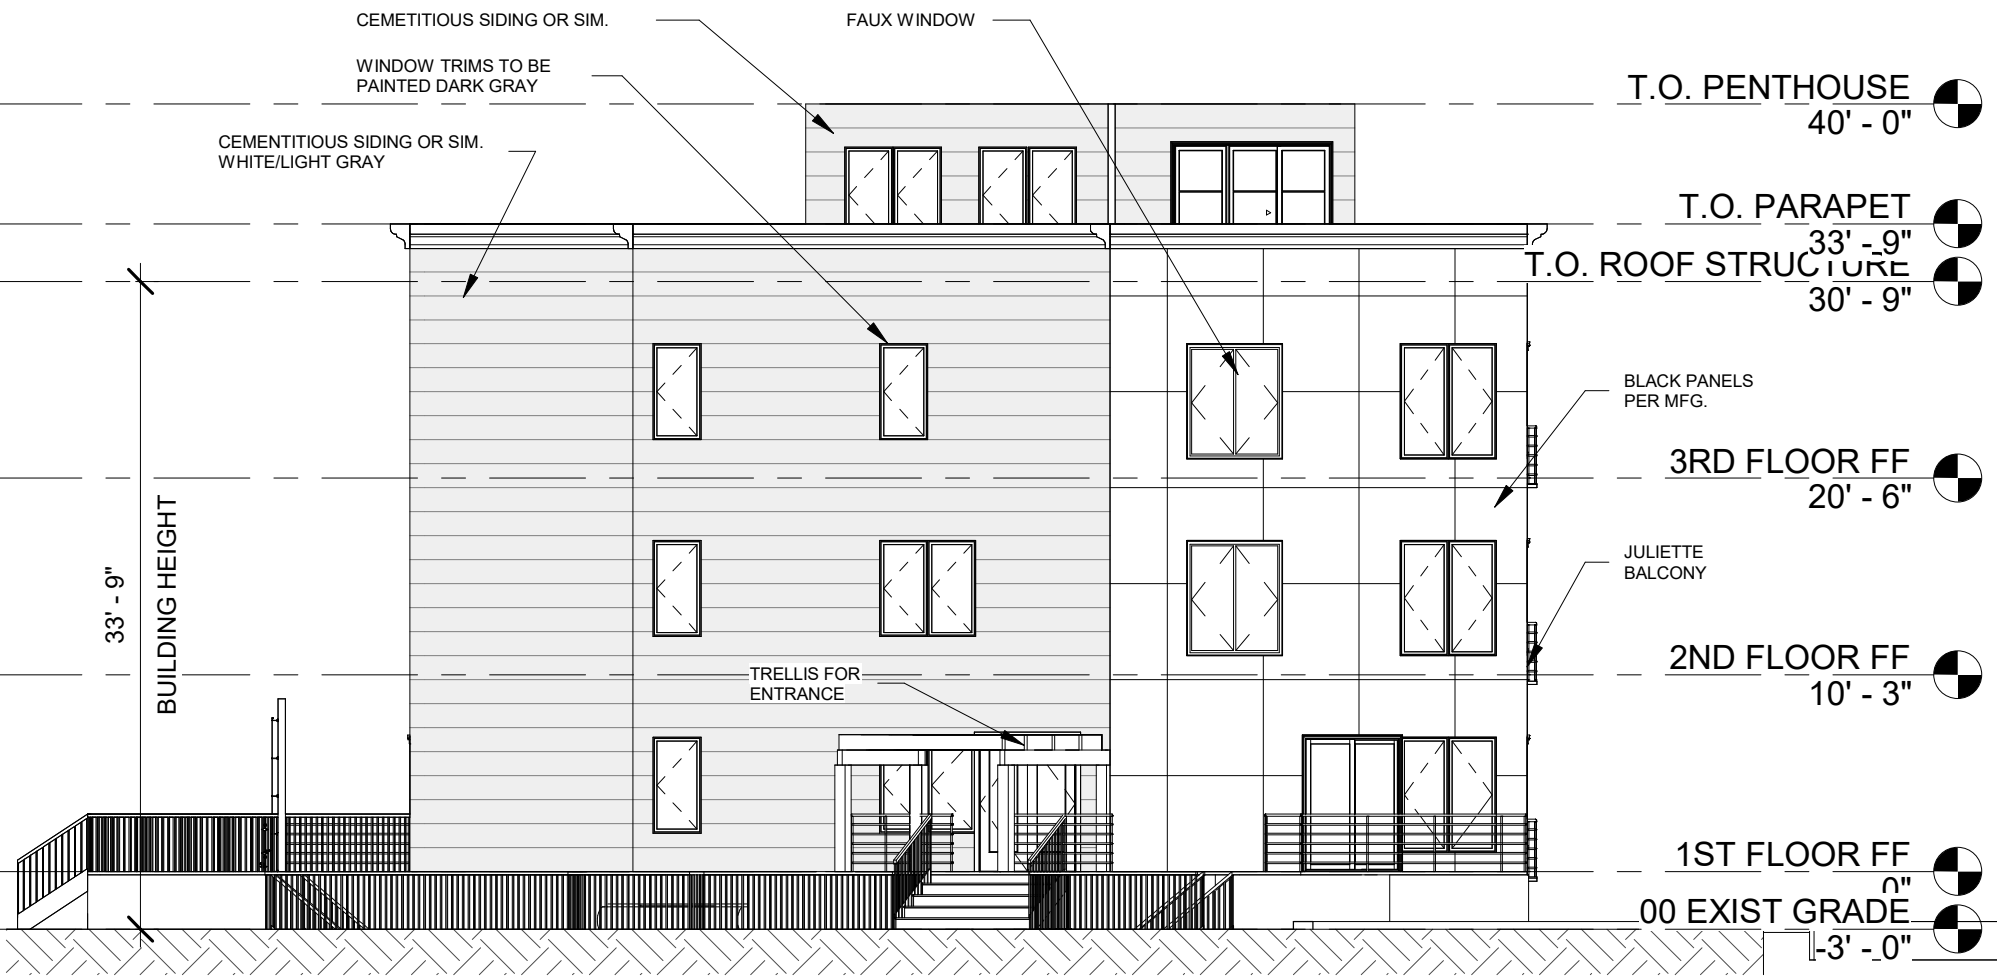 CEMETITIOUS SIDING OR SIM.
FAUX WINDOW
WINDOW TRIMS TO BE
PAINTED DARK GRAY
CEMENTITIOUS SIDING OR SIM.
WHITE/LIGHT GRAY
T.O. PENTHOUSE
40' - 0"
T.O. PARAPET
33' - 9"
T.O. ROOF STRUCTURE
30' - 9"
BLACK PANELS
PER MFG.
3RD FLOOR FF
20' - 6"
33' - 9"
BUILDING HEIGHT
JULIETTE
BALCONY
2ND FLOOR FF
10' - 3"
TRELLIS FOR
ENTRANCE
1ST FLOOR FF
0"
00 EXIST GRADE
-3' - 0"